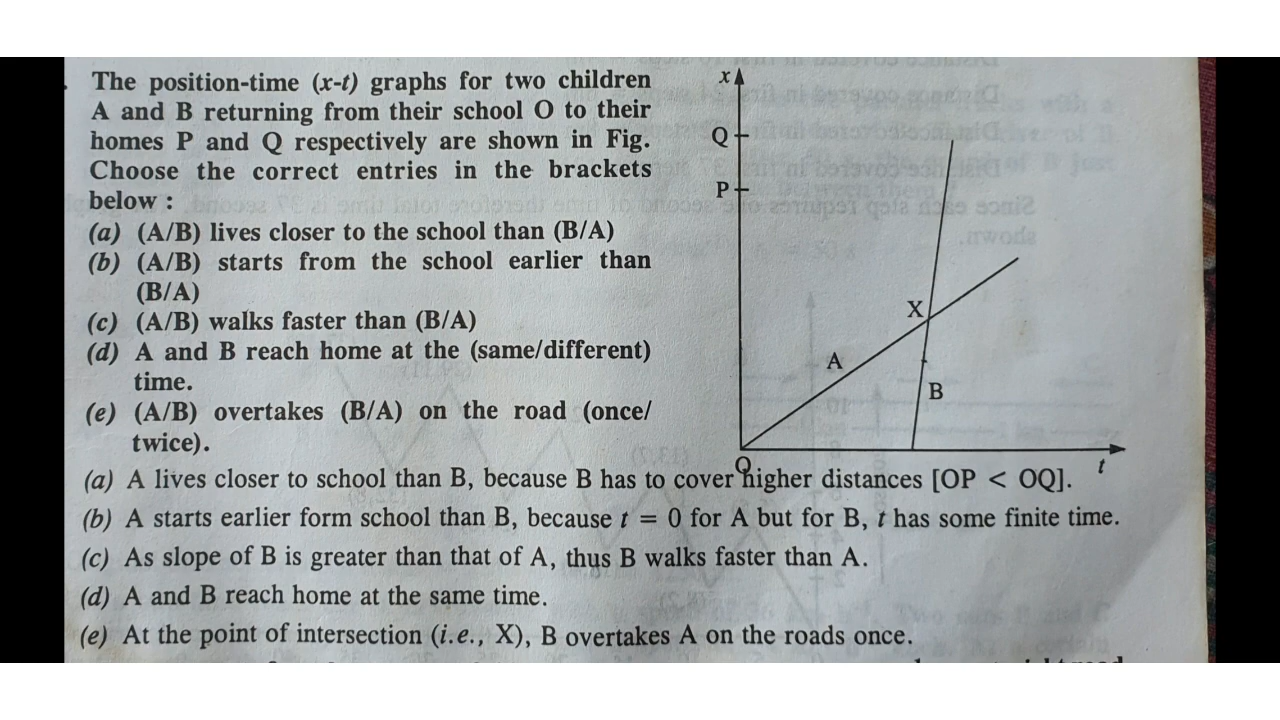 The position-time (x-t) graphs for two children
A and B returning from their school O to their
homes P and Q respectively are shown in Fig.
Choose the correct entries in the brackets
below :
(a) (A/B) lives closer to the school than (B/A)
(b) (A/B) starts from the school earlier than
(B/A)
(c) (A/B) walks faster than (B/A)
(d) A and B reach home at the (same/different)
time.
(e) (A/B) overtakes (B/A) on the road (once/
twice).
x
Q
P
X
A
B
O
t
(a) A lives closer to school than B, because B has to cover higher distances [OP < OQ].
(b) A starts earlier form school than B, because t = 0 for A but for B, t has some finite time.
(c) As slope of B is greater than that of A, thus B walks faster than A.
(d) A and B reach home at the same time.
(e) At the point of intersection (i.e., X), B overtakes A on the roads once.